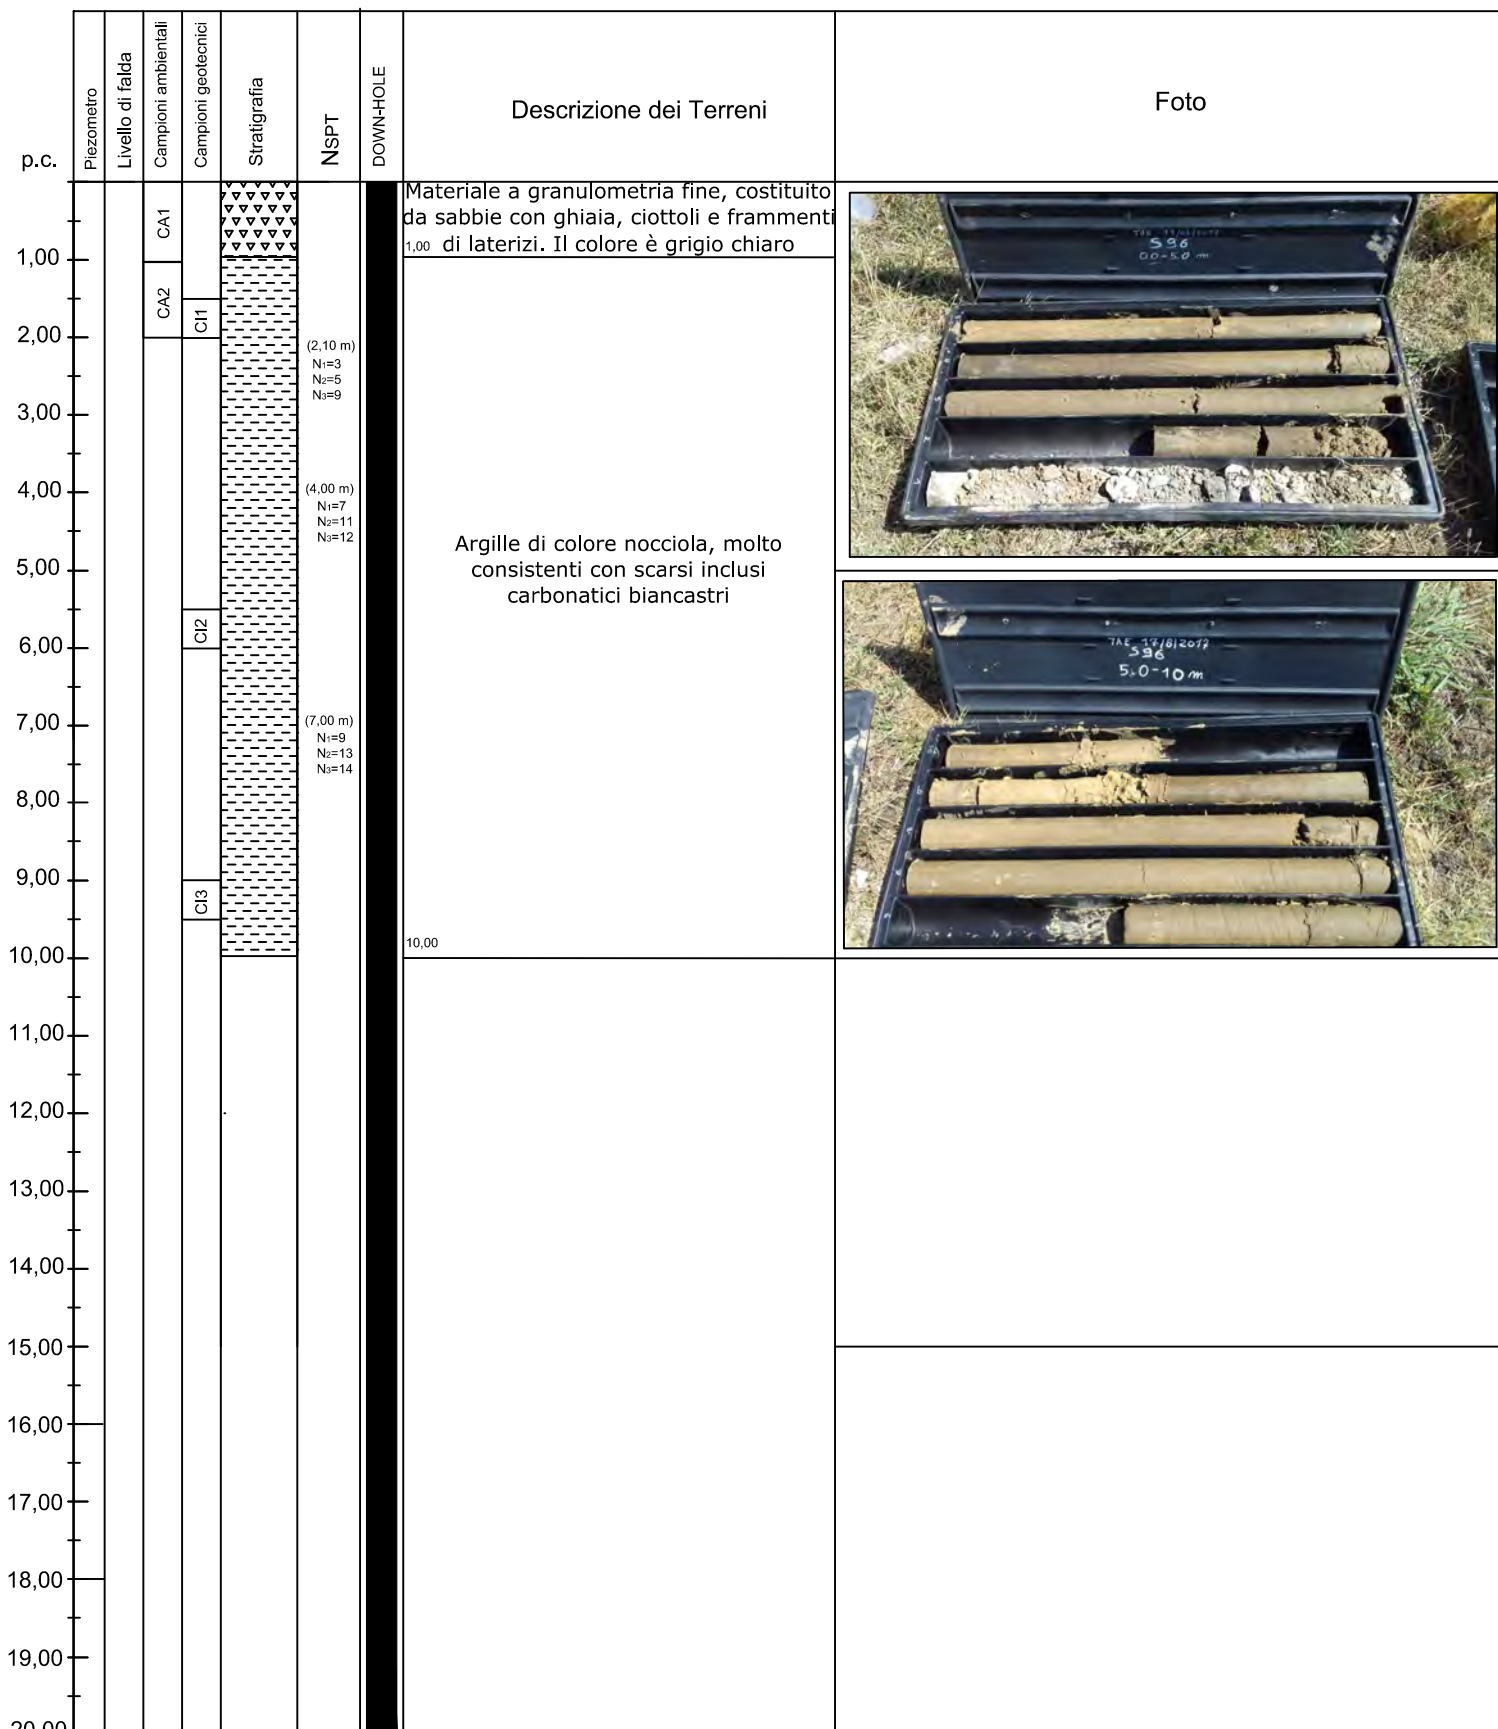 p.c.
Piezometro
Livello di falda
Campioni ambientali
Campioni geotecnici
Stratigrafia
NSPT
DOWN-HOLE
Descrizione dei Terreni
Foto
Materiale a granulometria fine, costituito
da sabbie con ghiaia, ciottoli e frammenti
1,00 di laterizi. Il colore è grigio chiaro
CA1
1,00
CA2
CI1
2,00
(2,10 m)
N1=3
N2=5
N3=9
3,00
4,00
(4,00 m)
N1=7
N2=11
N3=12
5,00
Argille di colore nocciola, molto
consistenti con scarsi inclusi
carbonatici biancastri
CI2
6,00
7,00
(7,00 m)
N1=9
N2=13
N3=14
8,00
9,00
CI3
10,00
10,00
11,00
12,00
13,00
14,00
15,00
16,00
17,00
18,00
19,00
20,00
S96
0.0-5.0 m
TAE 17/8/2017
S96
5.0-10 m